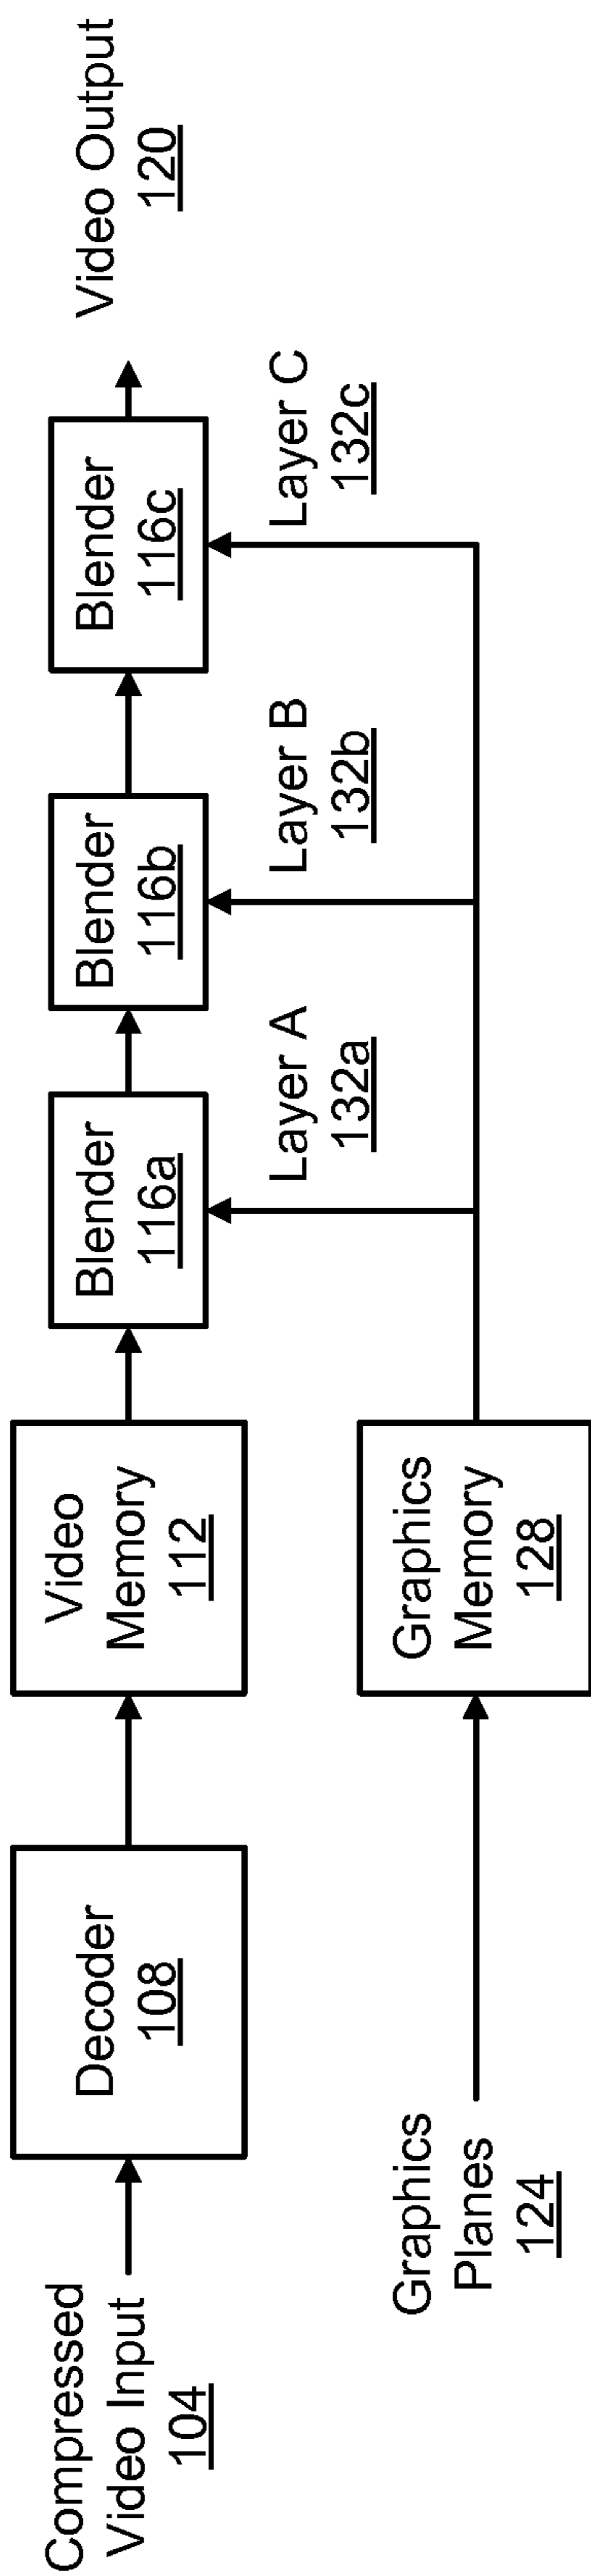 Compressed
Video Input
104
Decoder
108
Video
Memory
112
Blender
116a
Blender
116b
Blender
116c
Video Output
120
Layer A
132a
Layer B
132b
Layer C
132c
Graphics
Planes
124
Graphics
Memory
128